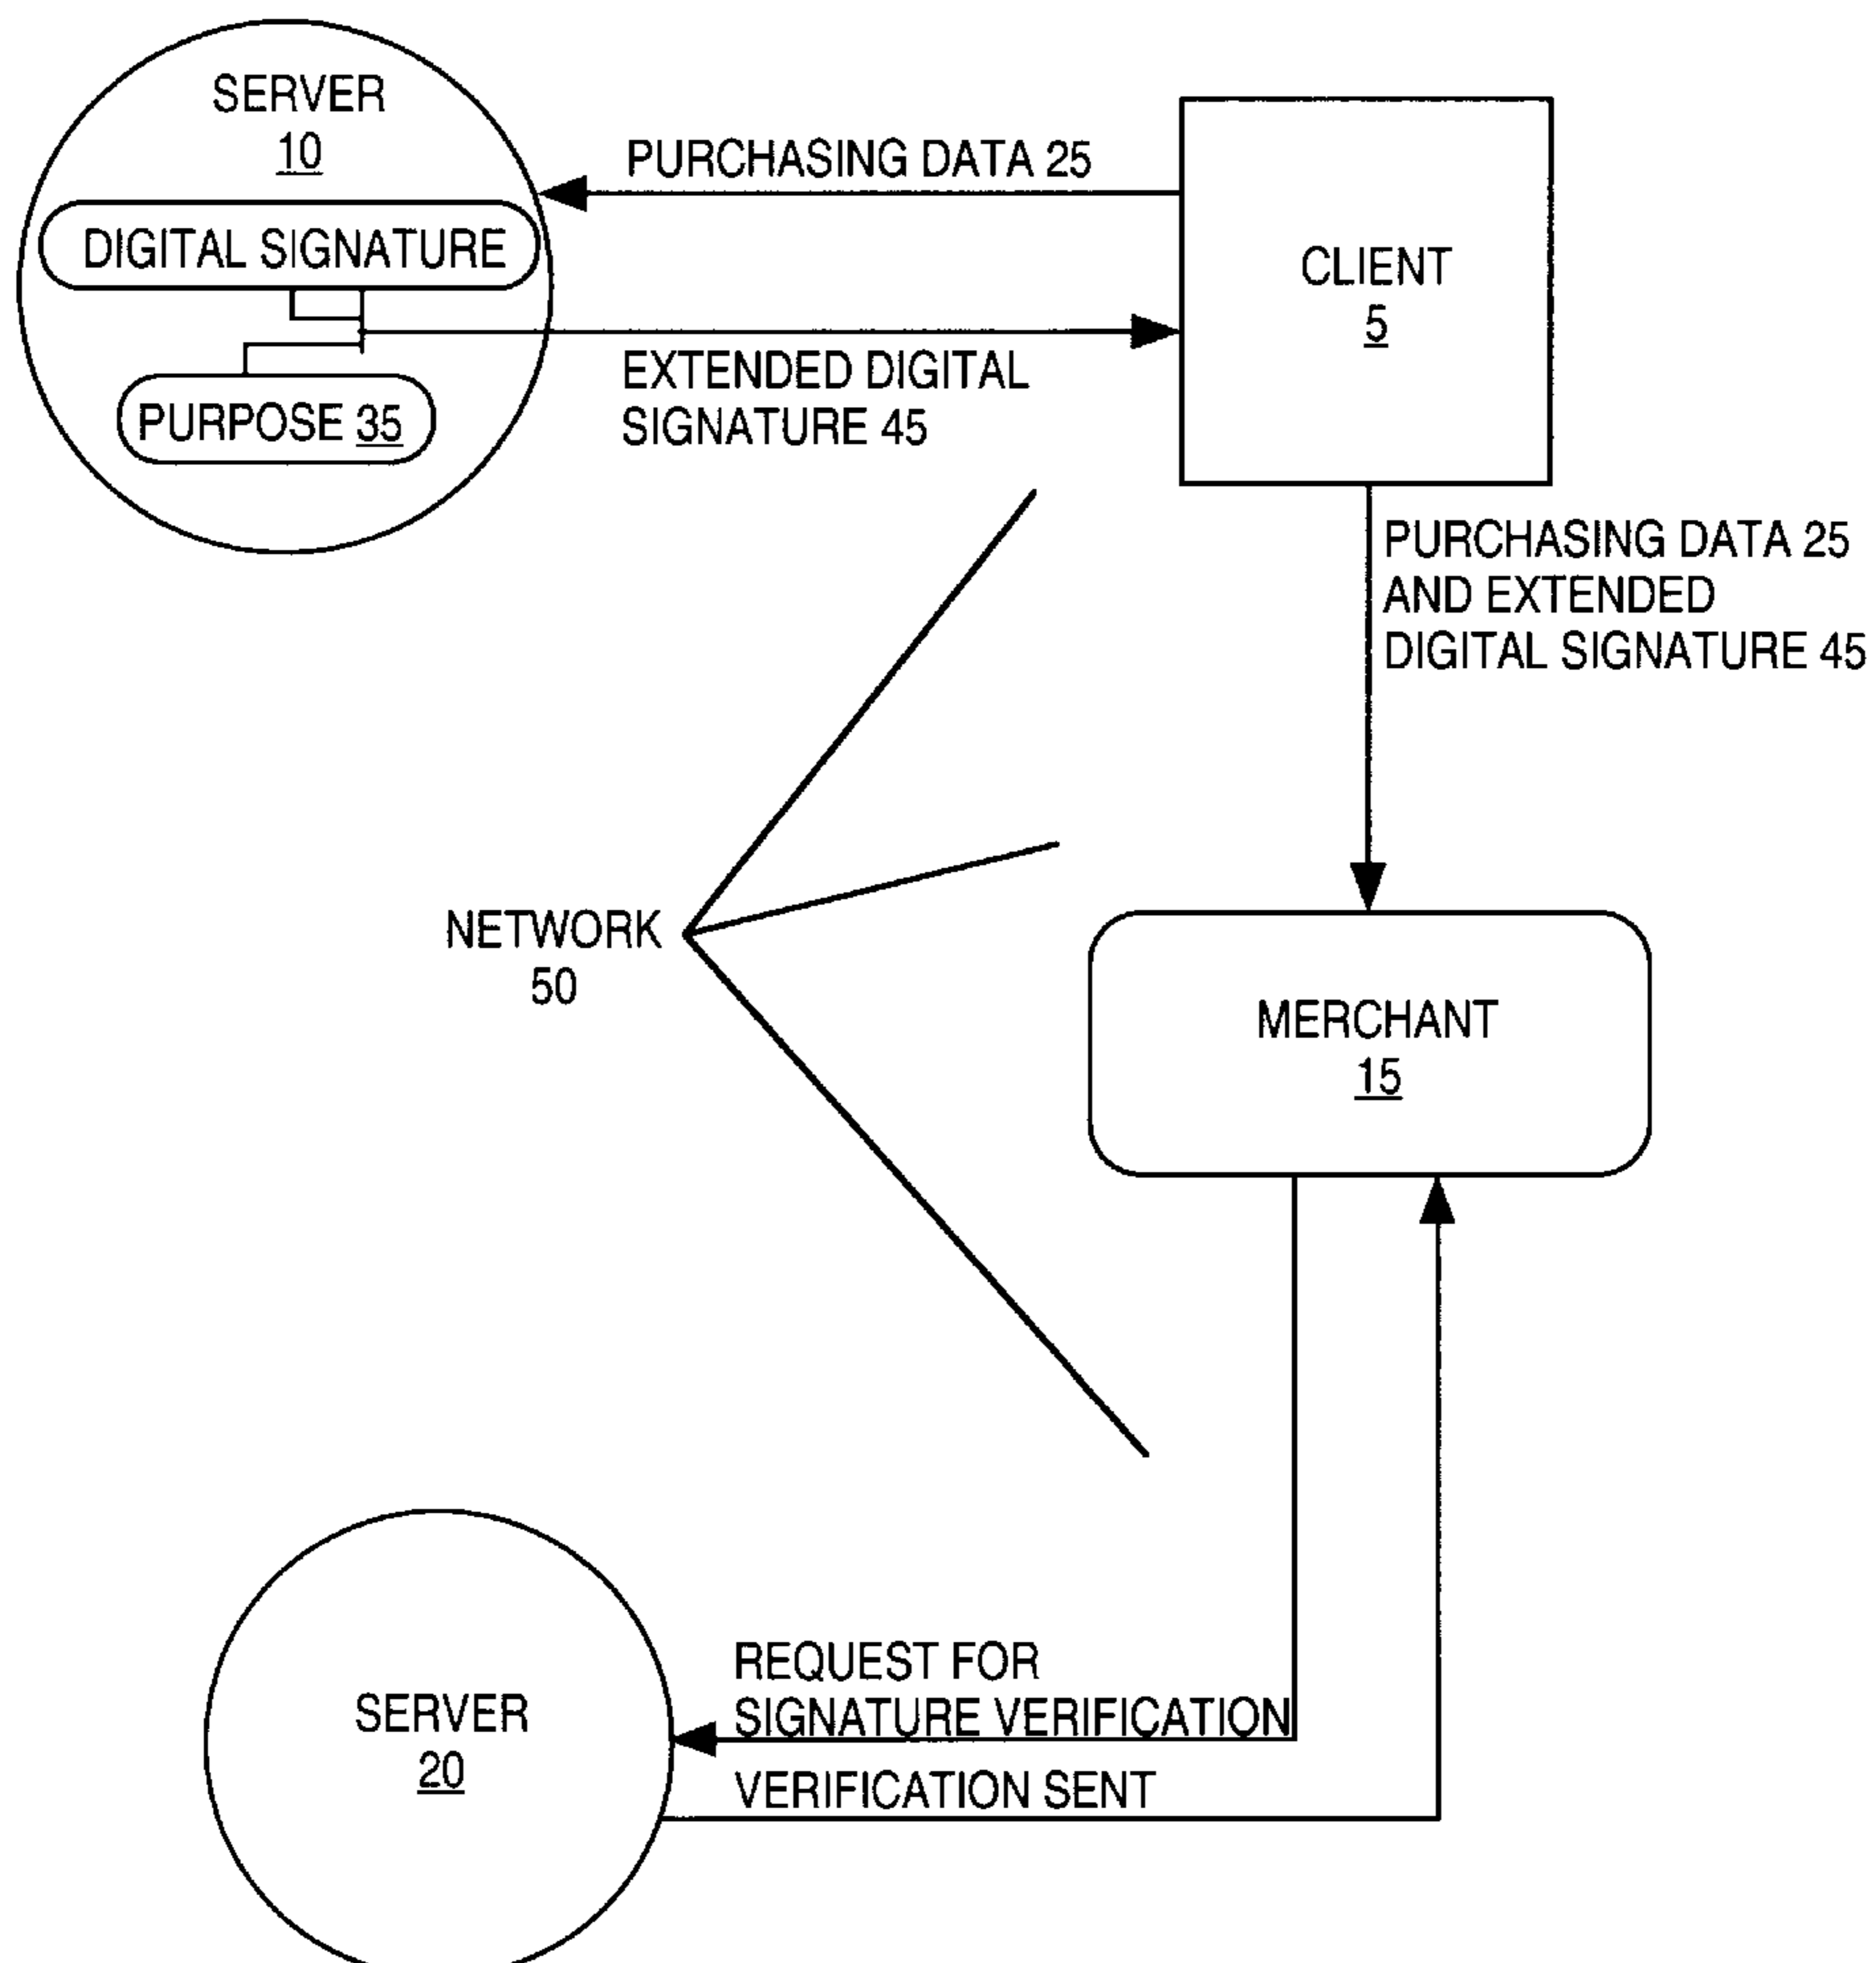 SERVER
10
DIGITAL SIGNATURE
PURPOSE 35
PURCHASING DATA 25
EXTENDED DIGITAL
SIGNATURE 45
CLIENT
5
PURCHASING DATA 25
AND EXTENDED
DIGITAL SIGNATURE 45
NETWORK
50
MERCHANT
15
REQUEST FOR
SIGNATURE VERIFICATION
VERIFICATION SENT
SERVER
20